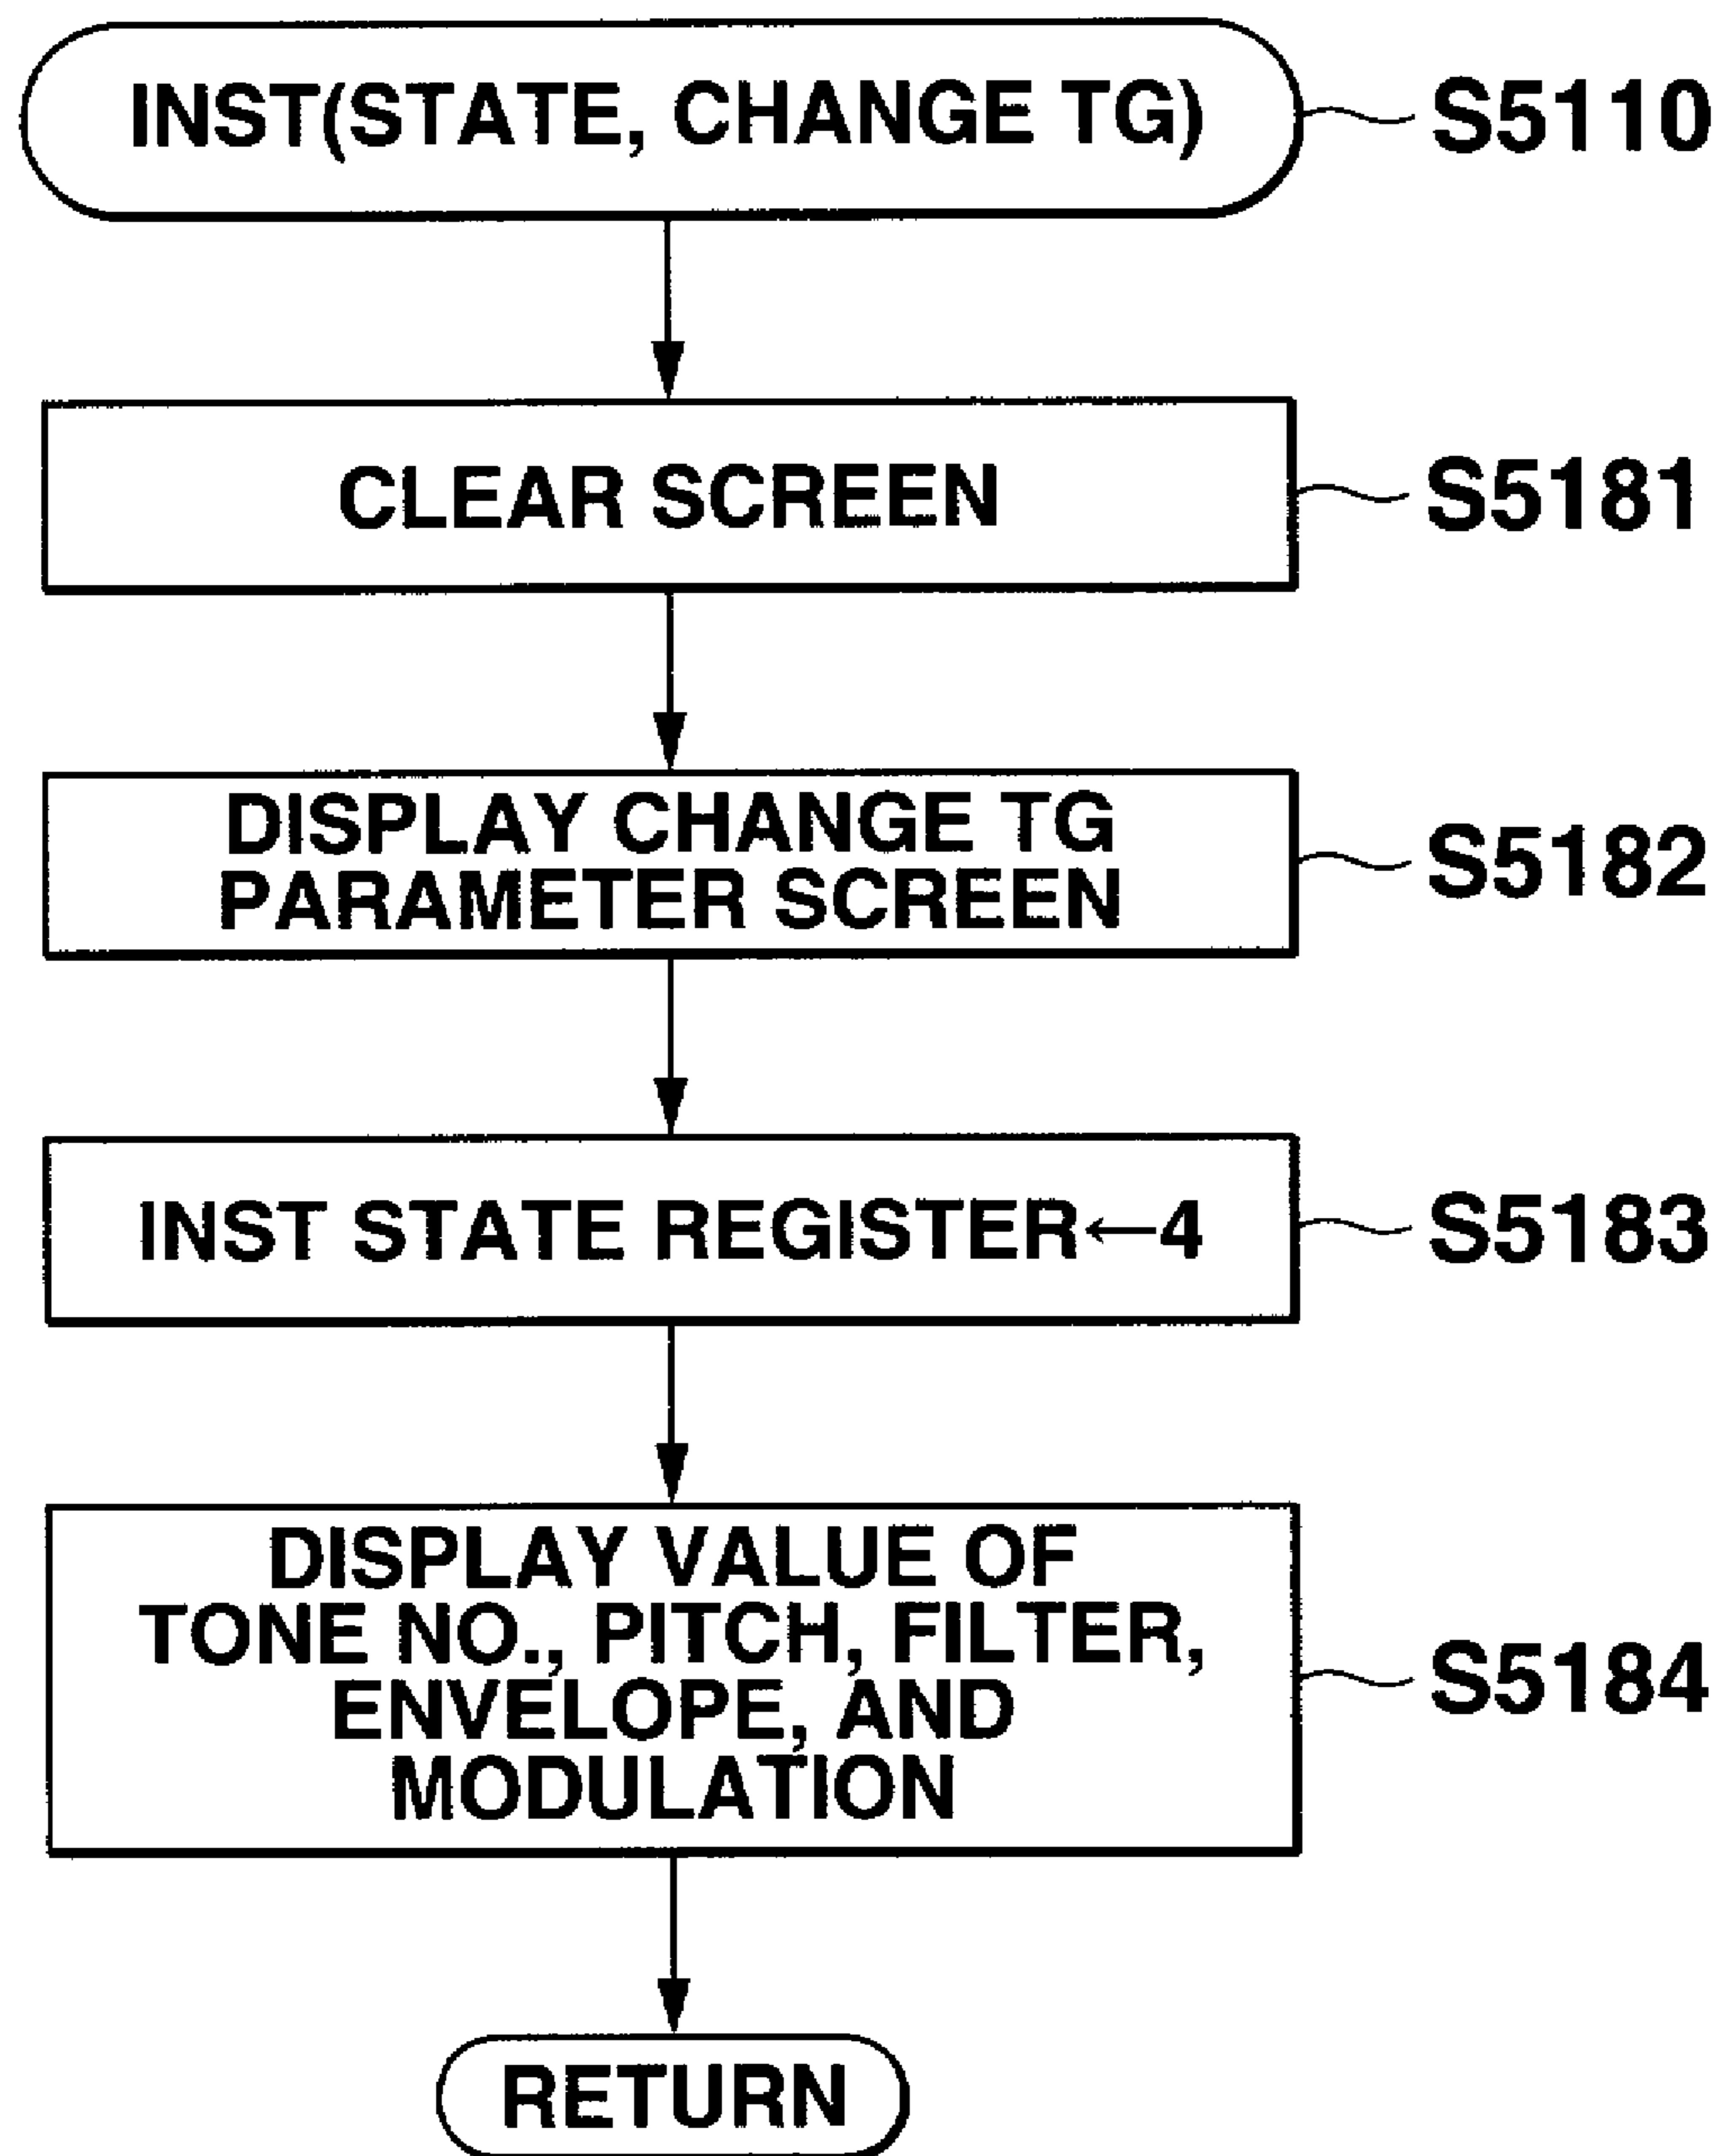 INST(STATE, CHANGE TG)
S5110
CLEAR SCREEN
S5181
DISPLAY CHANGE TG
PARAMETER SCREEN
S5182
INST STATE REGISTER←4
S5183
DISPLAY VALUE OF
TONE NO., PITCH, FILTER,
ENVELOPE, AND
MODULATION
S5184
RETURN